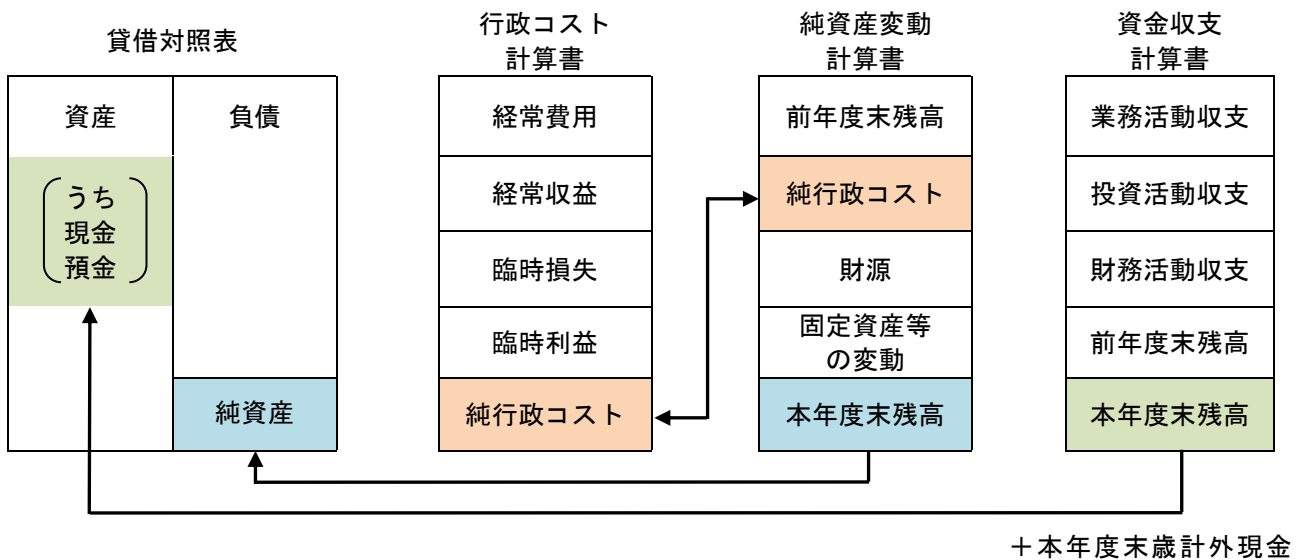 貸借対照表
資産
負債
うち
現金
預金
純資産
行政コスト
計算書
経常費用
経常収益
臨時損失
臨時利益
純行政コスト
純資産変動
計算書
前年度末残高
純行政コスト
財源
固定資産等
の変動
本年度末残高
資金収支
計算書
業務活動収支
投資活動収支
財務活動収支
前年度末残高
本年度末残高
＋本年度末歳計外現金